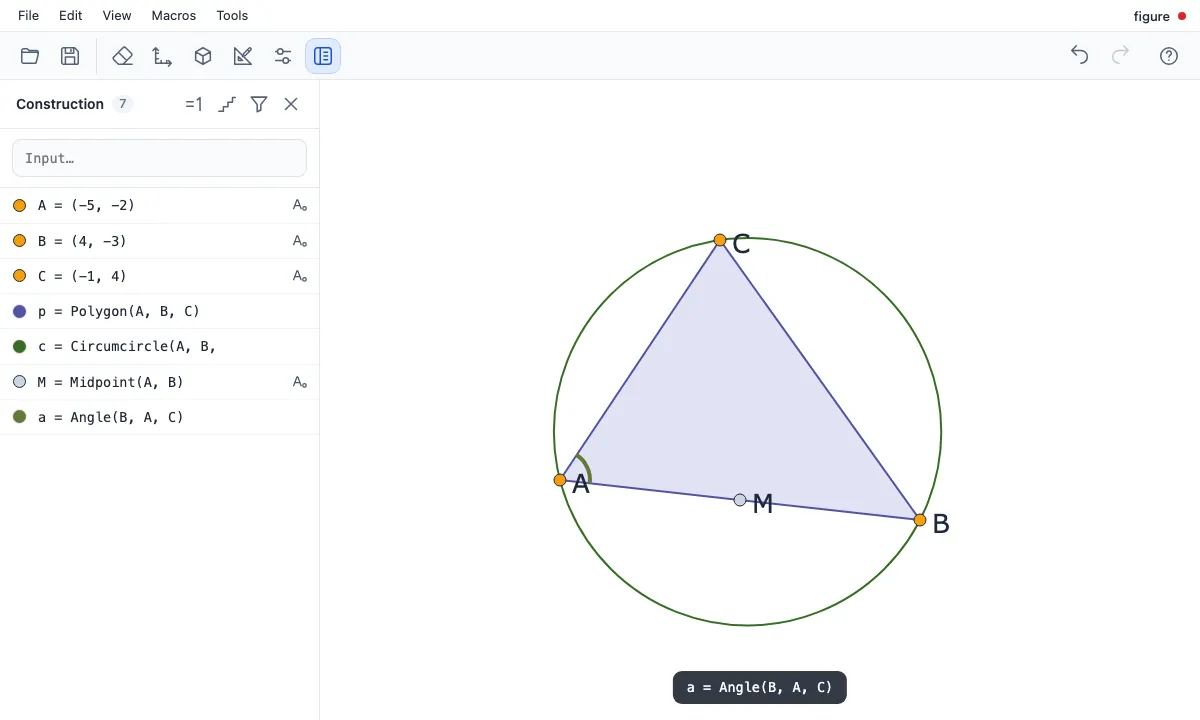 File Edit View Macros Tools figure
Construction 7 =1
Input…
A = (−5, −2) A
B = (4, −3) A
C = (−1, 4) A
p = Polygon(A, B, C)
c = Circumcircle(A, B,
M = Midpoint(A, B) A
a = Angle(B, A, C)
C
A
M
B
a = Angle(B, A, C)